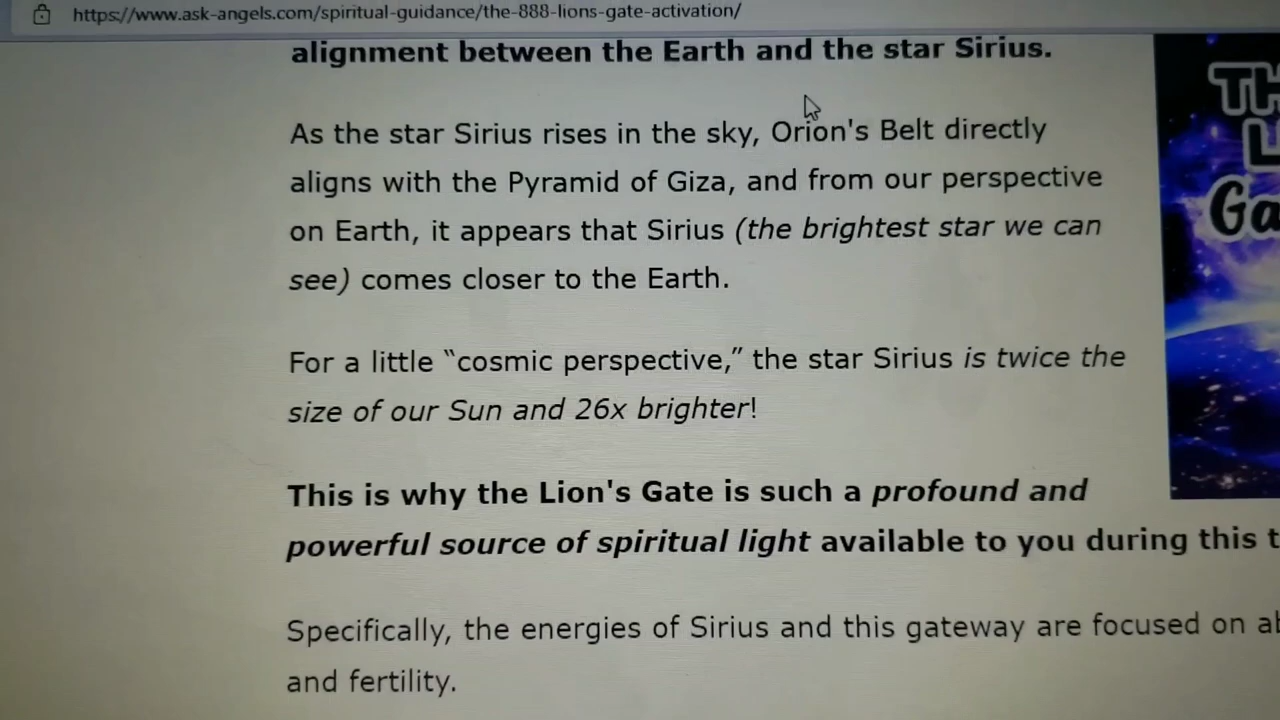 https://www.ask-angels.com/spiritual-guidance/the-888-lions-gate-activation/
alignment between the Earth and the star Sirius.
As the star Sirius rises in the sky, Orion's Belt directly
aligns with the Pyramid of Giza, and from our perspective
on Earth, it appears that Sirius (the brightest star we can
see) comes closer to the Earth.
For a little “cosmic perspective,” the star Sirius is twice the
size of our Sun and 26x brighter!
This is why the Lion's Gate is such a profound and
powerful source of spiritual light available to you during this t
Specifically, the energies of Sirius and this gateway are focused on ab
and fertility.
TH
L
Ga